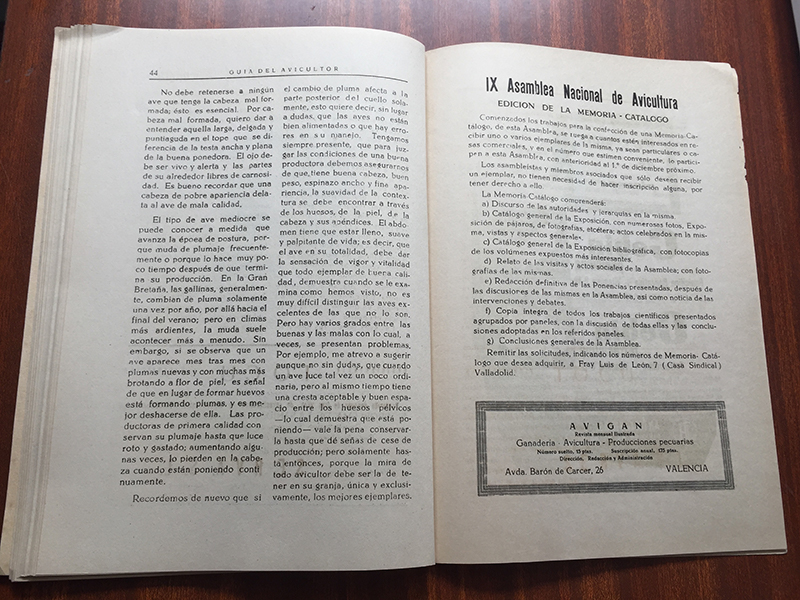 44
GUIA DEL AVICULTOR
No debe retenerse a ningún
ave que tenga la cabeza mal for-
mada; ésto es esencial. Por ca-
beza mal formada, quiero dar a
entender aquella larga, delgada y
puntiaguda en el tope que se di-
ferencia de la testa ancha y plana
de la buena ponedora. El ojo de-
be ser vivo y alerta y las partes
de su alrededor libres de carnosi-
dad. Es bueno recordar que una
cabeza de pobre apariencia dela-
ta al ave de mala calidad.
El tipo de ave mediocre se
puede conocer a medida que
avanza la época de postura, por-
que muda de plumaje frecuente-
mente o porque lo hace muy po-
co tiempo después de que termi-
na su producción. En la Gran
Bretaña, las gallinas, generalmen-
te, cambian de pluma solamente
una vez por año, por allá hacia el
final del verano; pero en climas
más ardientes, la muda suele
acontecer más a menudo. Sin
embargo, si se observa que un
ave aparece mes tras mes con
plumas nuevas y con muchas más
brotando a flor de piel, es señal
de que en lugar de formar huevos
está formando plumas, y es me-
jor deshacerse de ella. Las pro-
ductoras de primera calidad con-
servan su plumaje hasta que luce
roto y gastado; aumentando algu-
nas veces, lo pierden en la cabe-
za cuando están poniendo conti-
nuamente.
Recordemos de nuevo que si
el cambio de pluma afecta a la
parte posterior del cuello sola-
mente, esto quiere decir, sin lugar
a dudas, que las aves no están
bien alimentadas o que hay erro-
res en su manejo. Tengamos
siempre presente, que para juz-
gar las condiciones de una buena
productora debemos asegurarnos
de que tiene buena cabeza, buen
peso, espinazo ancho y fina apa-
riencia, la suavidad de la contex-
tura se debe encontrar a través
de los huesos, de la piel, de la
cabeza y sus apéndices. El abdo-
men tiene que estar lleno, suave
y palpitante de vida; es decir, que
el ave en su totalidad, debe dar
la sensación de vigor y vitalidad
que todo ejemplar de buena cali-
dad, demuestra cuando se le exa-
mina como hemos visto, no es
muy difícil distinguir las aves exce-
lentes de las que no lo son.
Pero hay varios grados entre las
buenas y las malas con lo cual, a
veces, se presentan problemas.
Por ejemplo, me atrevo a sugerir
aunque no sin dudas, que cuando
un ave luce tal vez un poco ordi-
naria, pero al mismo tiempo tiene
una cresta aceptable y buen espa-
cio entre los huesos pélvicos
—lo cual demuestra que está po-
niendo— vale la pena conservar-
la hasta que dé señas de cese de
producción; pero solamente has-
ta entonces, porque la mira de
todo avicultor debe ser la de te-
ner en su granja, única y exclusi-
vamente, los mejores ejemplares.
IX Asamblea Nacional de Avicultura
EDICION DE LA MEMORIA - CATALOGO
Comenzados los trabajos para la confección de una Memoria-Ca-
tálogo, de esta Asamblea, se ruega a cuantos estén interesados en re-
cibir uno o varios ejemplares de la misma, ya sean particulares o ca-
sas comerciales, y en el número que estimen conveniente, lo partici-
pen a esta Asamblea, con anterioridad al 1.º de diciembre próximo.
Los asambleistas y miembros asociados que sólo deseen recibir
un ejemplar, no tienen necesidad de hacer inscripción alguna, por
tener derecho a ello.
La Memoria-Catálogo comprenderá:
a) Discurso de las autoridades y jerarquías en la misma.
b) Catálogo general de la Exposición, con numerosas fotos, Expo-
sición de pájaros, de fotografías, etcétera; actos celebrados en la mis-
ma, vistas y aspectos generales.
c) Catálogo general de la Exposición bibliográfica, con fotocopias
de los volúmenes expuestos más interesantes.
d) Relato de las visitas y actos sociales de la Asamblea; con foto-
grafías de las mismas.
e) Redacción definitiva de las Ponencias presentadas, después de
las discusiones de las mismas en la Asamblea, así como noticia de las
intervenciones y debates.
f) Copia íntegra de todos los trabajos científicos presentados
agrupados por paneles, con la discusión de todas ellas y las conclu-
siones adoptadas en los referidos paneles.
g) Conclusiones generales de la Asamblea.
Remitir las solicitudes, indicando los números de Memoria- Catá-
logo que desea adquirir, a Fray Luis de León, 7 (Casa Sindical)
Valladolid.
AVIGAN
Revista mensual ilustrada
Ganadería - Avicultura - Producciones pecuarias
Número suelto, 15 ptas. Suscripción anual, 175 ptas.
Dirección, Redacción y Administración
Avda. Barón de Carcer, 26 VALENCIA